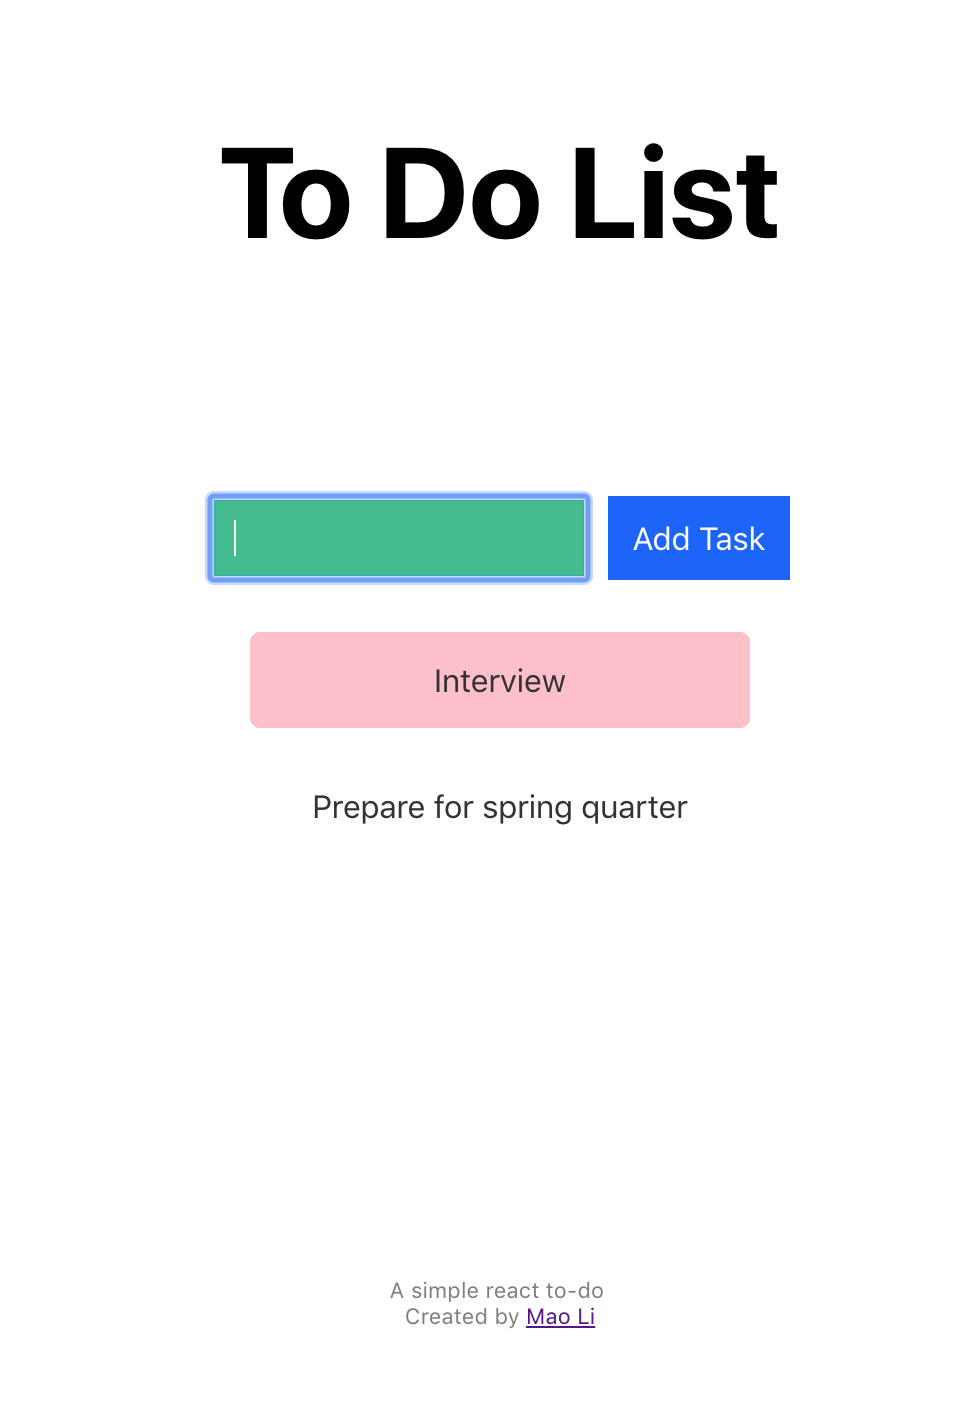 To Do List
Add Task
Interview
Prepare for spring quarter
A simple react to-do
Created by Mao Li